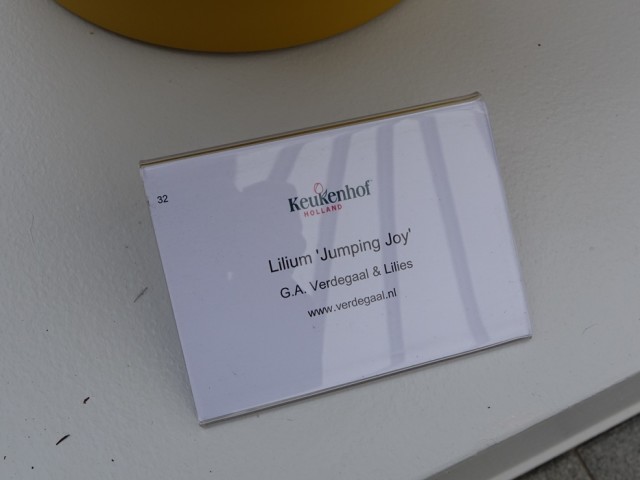 32
Keukenhof
HOLLAND
Lilium 'Jumping Joy'
G.A. Verdegaal & Lilies
www.verdegaal.nl